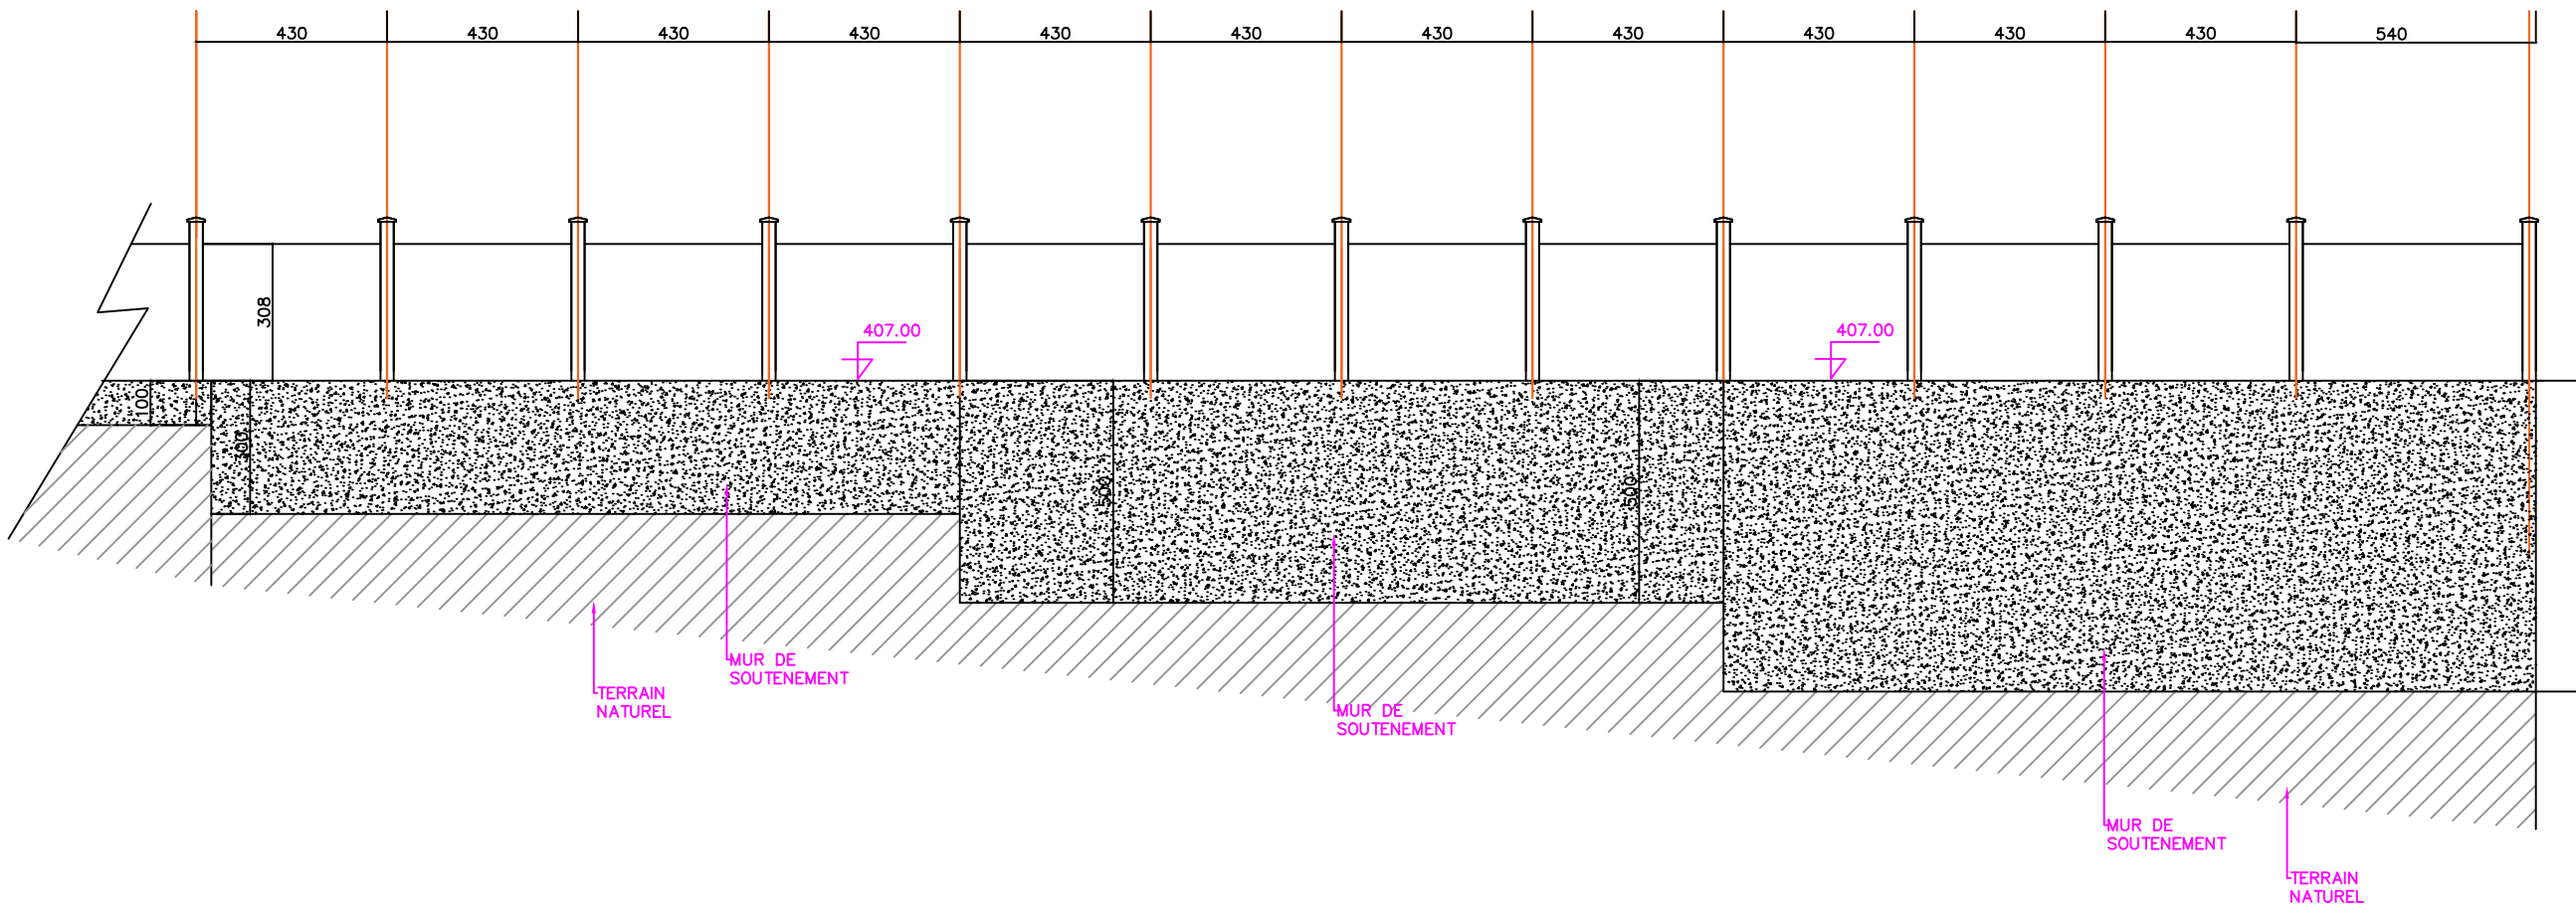 430 430 430 430 430 430 430 430 430 430 430 540
308
407.00 407.00
100
300
500 500
MUR DE
SOUTENEMENT
TERRAIN
NATUREL
MUR DE
SOUTENEMENT
MUR DE
SOUTENEMENT
TERRAIN
NATUREL